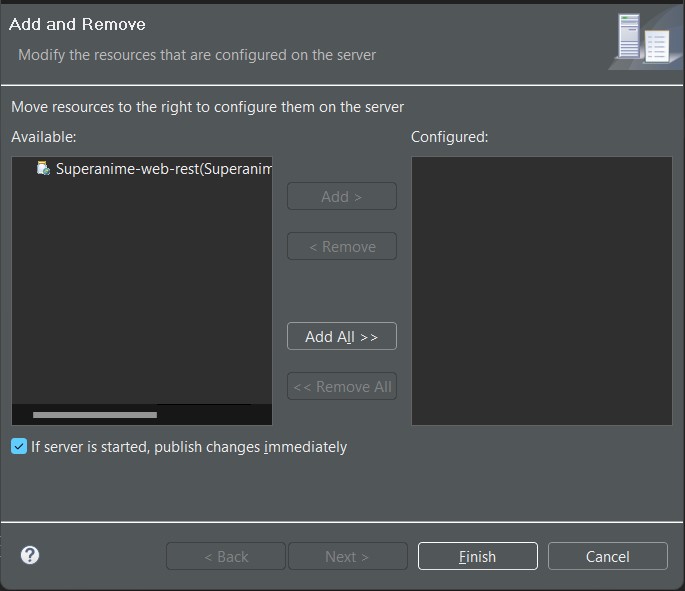 Add and Remove
Modify the resources that are configured on the server
Move resources to the right to configure them on the server
Available:
Configured:
Superanime-web-rest(Superanim
Add >
< Remove
Add All >>
<< Remove All
If server is started, publish changes immediately
?
< Back
Next >
Finish
Cancel